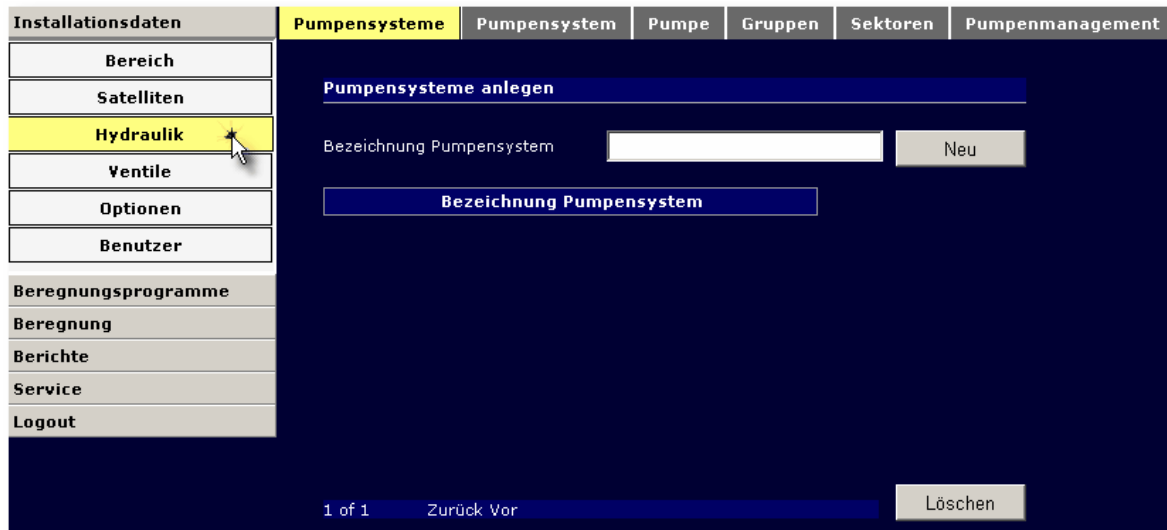 Installationsdaten
Bereich
Satelliten
Hydraulik
Ventile
Optionen
Benutzer
Beregnungsprogramme
Beregnung
Berichte
Service
Logout
Pumpensysteme Pumpensystem Pumpe Gruppen Sektoren Pumpenmanagement
Pumpensysteme anlegen
Bezeichnung Pumpensystem Neu
Bezeichnung Pumpensystem
1 of 1 Zurück Vor Löschen